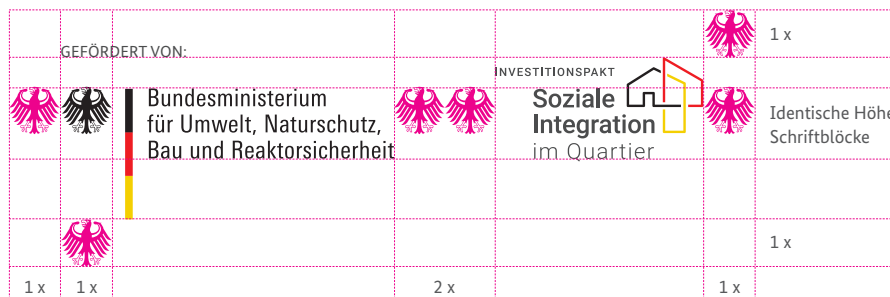 1 x
GEFÖRDERT VON:
INVESTITIONSPAKT
Bundesministerium
für Umwelt, Naturschutz,
Bau und Reaktorsicherheit
Soziale
Integration
im Quartier
Identische Höhe
Schriftblöcke
1 x
1 x
1 x
2 x
1 x